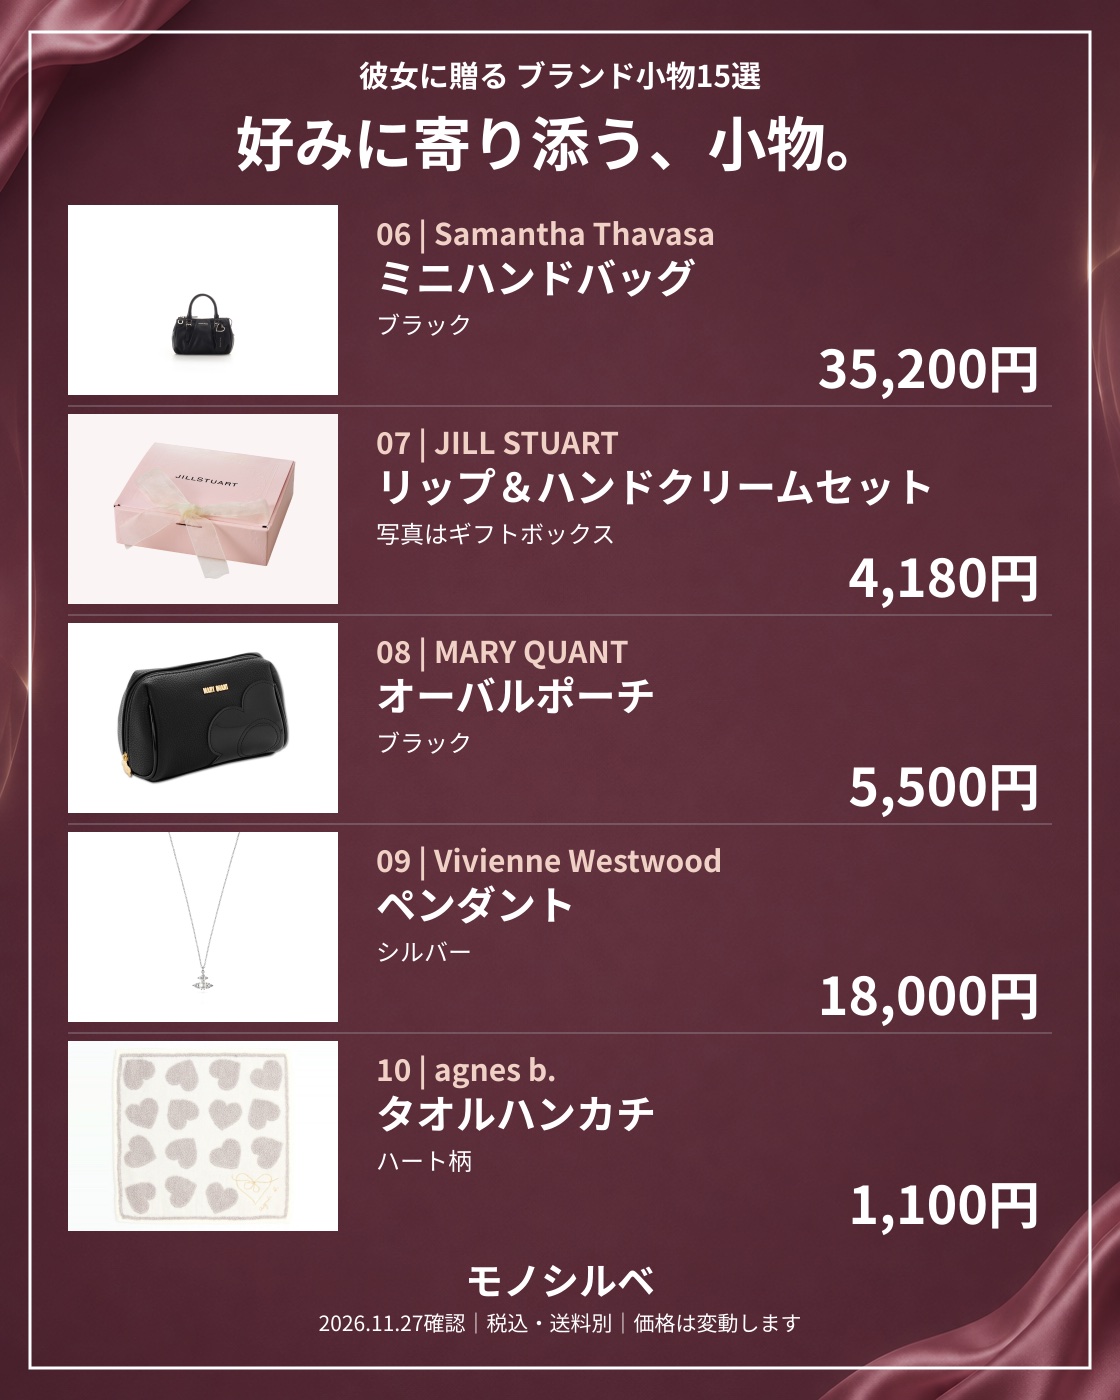 彼女に贈る ブランド小物15選
好みに寄り添う、小物。
06 | Samantha Thavasa
ミニハンドバッグ
ブラック
35,200円
JILLSTUART
07 | JILL STUART
リップ＆ハンドクリームセット
写真はギフトボックス
4,180円
MARY QUANT
08 | MARY QUANT
オーバルポーチ
ブラック
5,500円
09 | Vivienne Westwood
ペンダント
シルバー
18,000円
10 | agnes b.
タオルハンカチ
ハート柄
1,100円
モノシルベ
2026.11.27確認｜税込・送料別｜価格は変動します